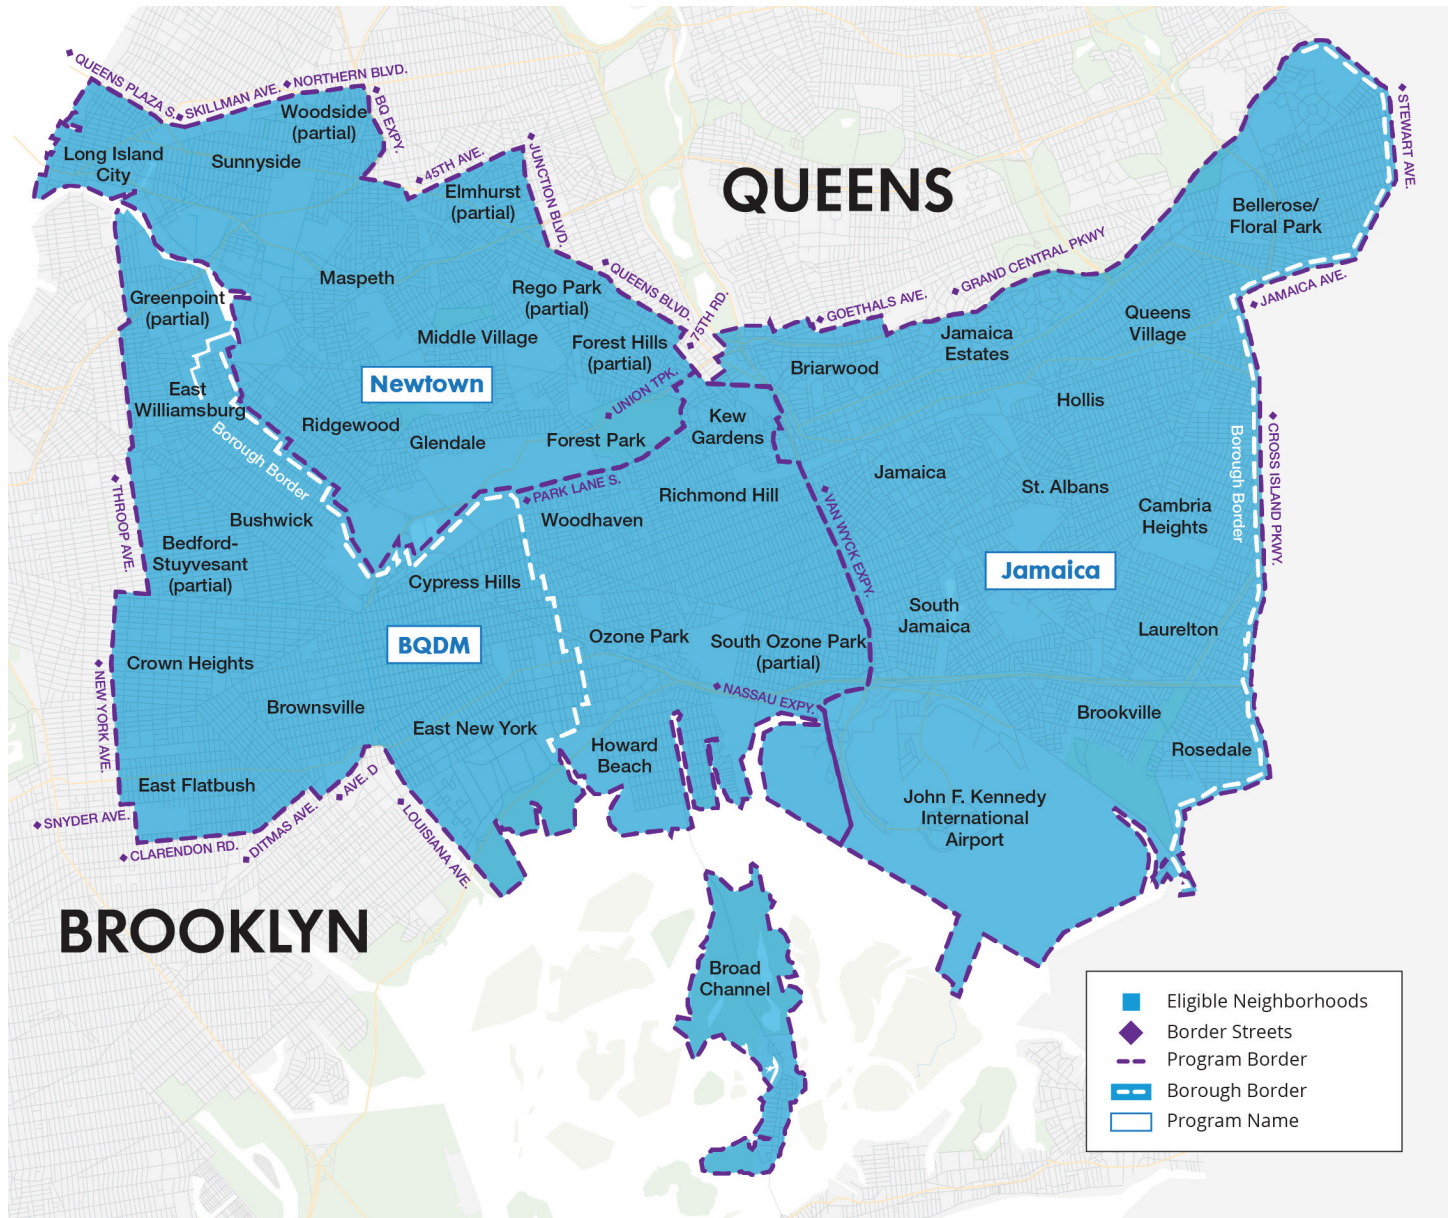 QUEENS PLAZA S.
SKILLMAN AVE.
NORTHERN BLVD.
BQ EXPY.
45TH AVE.
JUNCTION BLVD.
QUEENS BLVD.
75TH RD.
UNION TPK.
GOETHALS AVE.
GRAND CENTRAL PKWY
STEWART AVE.
JAMAICA AVE.
QUEENS
Woodside
(partial)
Long Island
City
Sunnyside
Elmhurst
(partial)
Bellerose/
Floral Park
Maspeth
Greenpoint
(partial)
Rego Park
(partial)
Middle Village
Forest Hills
(partial)
Newtown
Briarwood
Jamaica
Estates
Queens
Village
East
Williamsburg
Ridgewood
Glendale
Forest Park
Kew
Gardens
Hollis
Borough Border
PARK LANE S.
Richmond Hill
Woodhaven
Jamaica
St. Albans
Cambria
Heights
Borough Border
CROSS ISLAND PKWY.
THROOP AVE.
Bushwick
Bedford-
Stuyvesant
(partial)
Cypress Hills
VAN WYCK EXPY.
Jamaica
BQDM
Ozone Park
South Ozone Park
(partial)
South
Jamaica
Laurelton
Crown Heights
NEW YORK AVE.
Brownsville
East New York
NASSAU EXPY.
Howard
Beach
Brookville
Rosedale
East Flatbush
John F. Kennedy
International
Airport
SNYDER AVE.
CLARENDON RD.
DITMAS AVE.
AVE. D
LOUISIANA AVE.
BROOKLYN
Broad
Channel
Eligible Neighborhoods
Border Streets
Program Border
Borough Border
Program Name